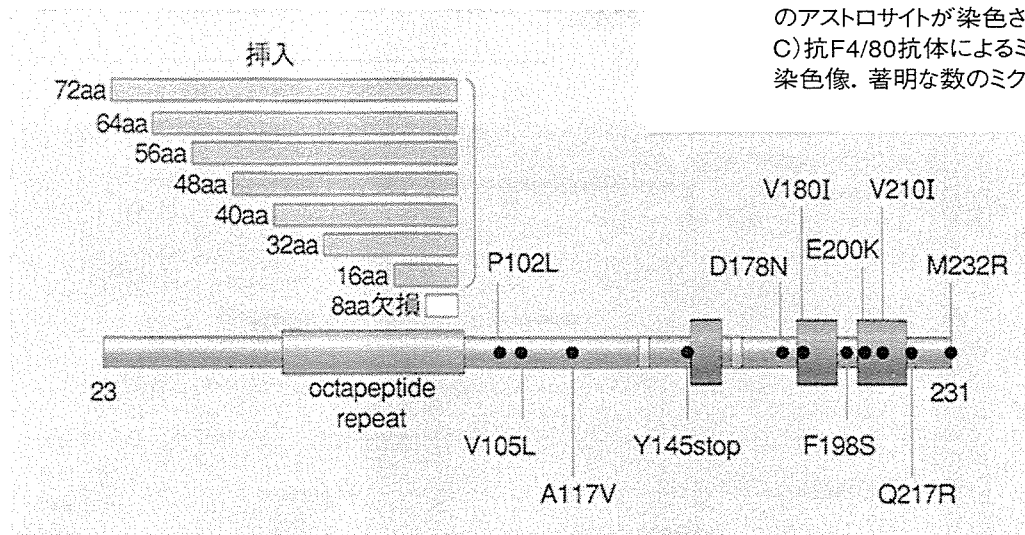 のアストロサイトが染色さ
C)抗F4/80抗体によるミ
染色像．著明な数のミク
挿入
72aa
64aa
56aa
48aa
40aa
32aa
16aa
8aa欠損
P102L
D178N
V180I
E200K
V210I
M232R
23
octapeptide
repeat
231
V105L
A117V
Y145stop
F198S
Q217R